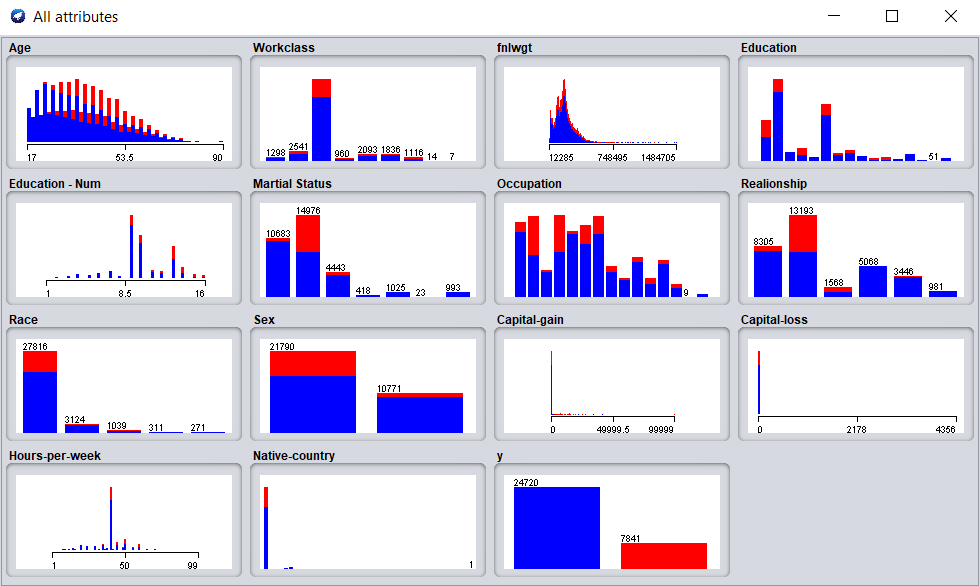 All attributes
Age Workclass fnlwgt Education
1298 2541 960 2093 1836 1116 14 7 51
17 53.5 90 12285 748495 1484705
Education - Num Martial Status Occupation Realionship
10683 14976 4443 418 1025 23 993 9 8305 13193 1568 5068 3446 981
1 8.5 16
Race Sex Capital-gain Capital-loss
27816 3124 1039 311 271 21790 10771
0 49999.5 99999 0 2178 4356
Hours-per-week Native-country y
1 24720 7841
1 50 99